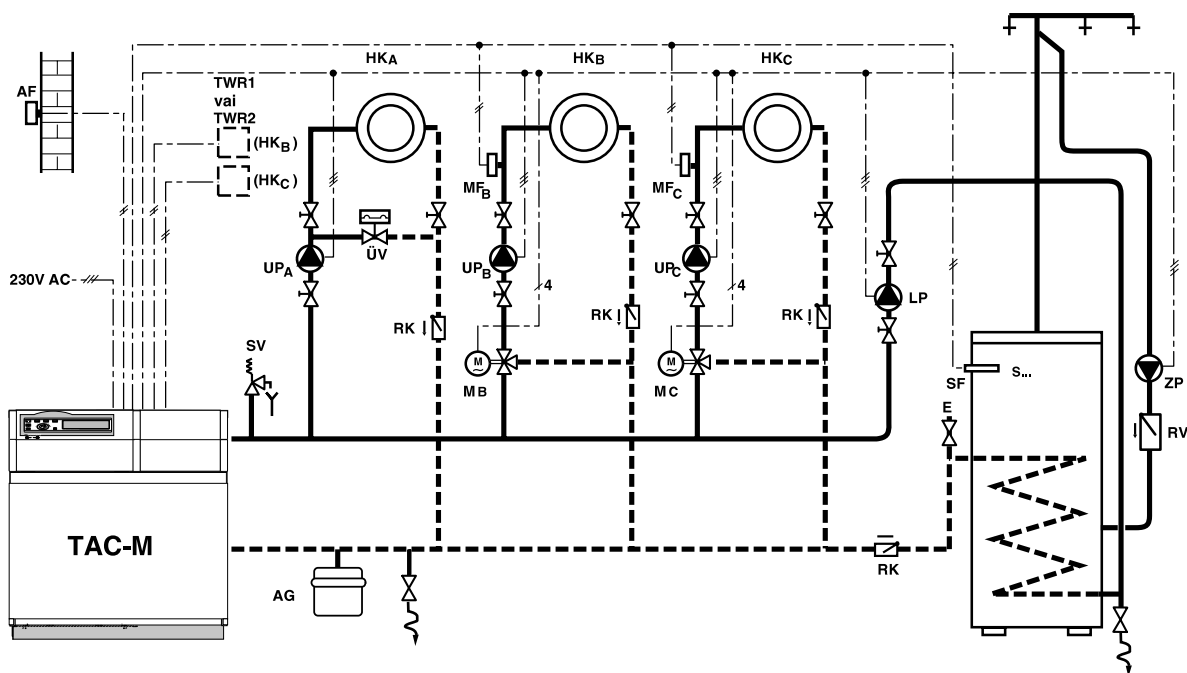 HKA
HKB
HKC
AF
TWR1
vai
TWR2
(HKB)
(HKC)
MFB
MFC
ÜV
UPA
UPB
UPC
LP
230V AC
4
4
RK
RK
RK
SV
M
~
M
~
MB
MC
SF
S...
ZP
E
RV
TAC-M
AG
RK